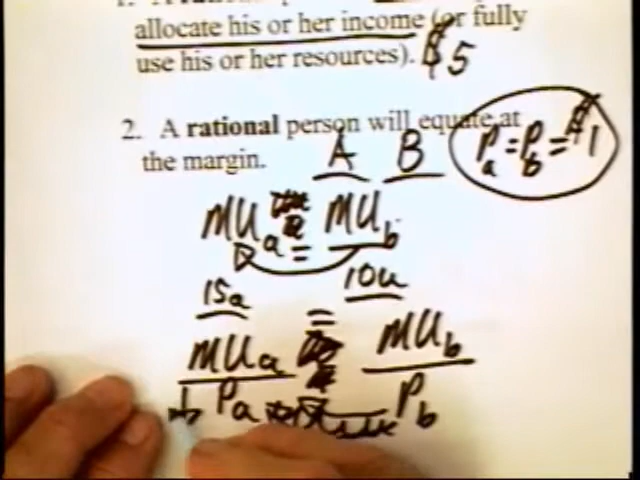 allocate his or her income (or fully
use his or her resources). $5
2. A rational person will equate at
the margin. A B Pa = Pb = $1
MUa = MUb
15u 10u
=
MUa MUb
Pa Pb